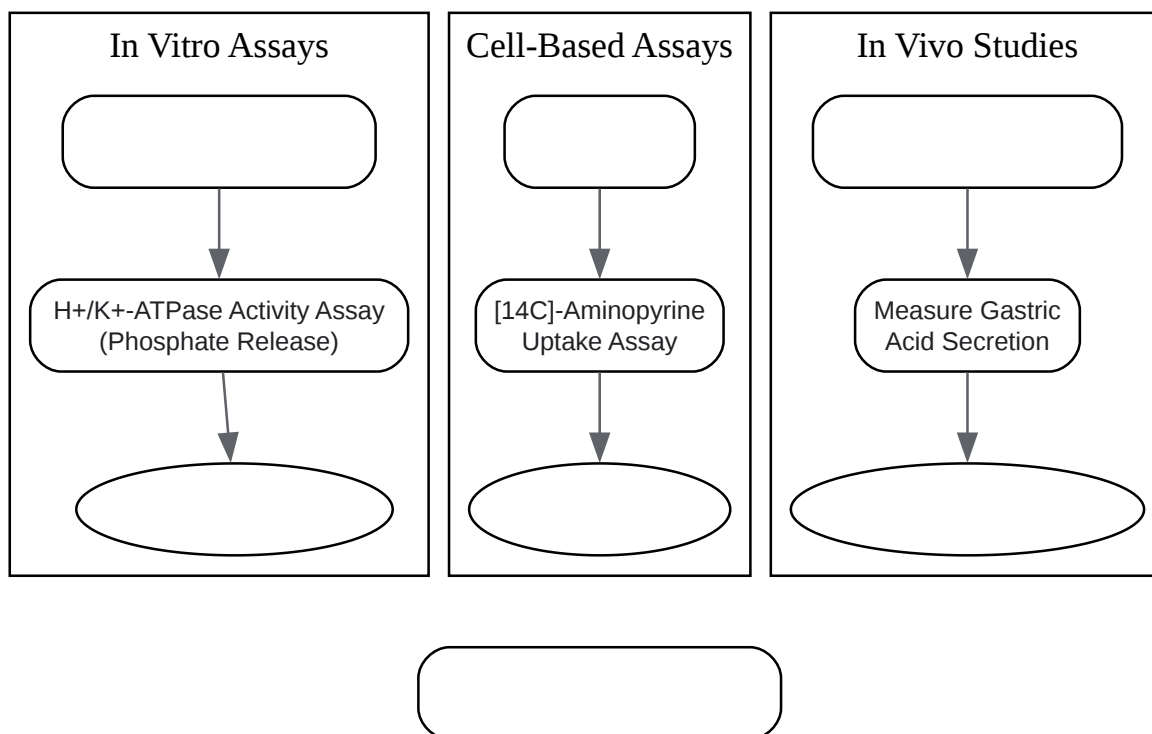 In Vitro Assays
Cell-Based Assays
In Vivo Studies
H+/K+-ATPase Activity Assay
(Phosphate Release)
[14C]-Aminopyrine
Uptake Assay
Measure Gastric
Acid Secretion